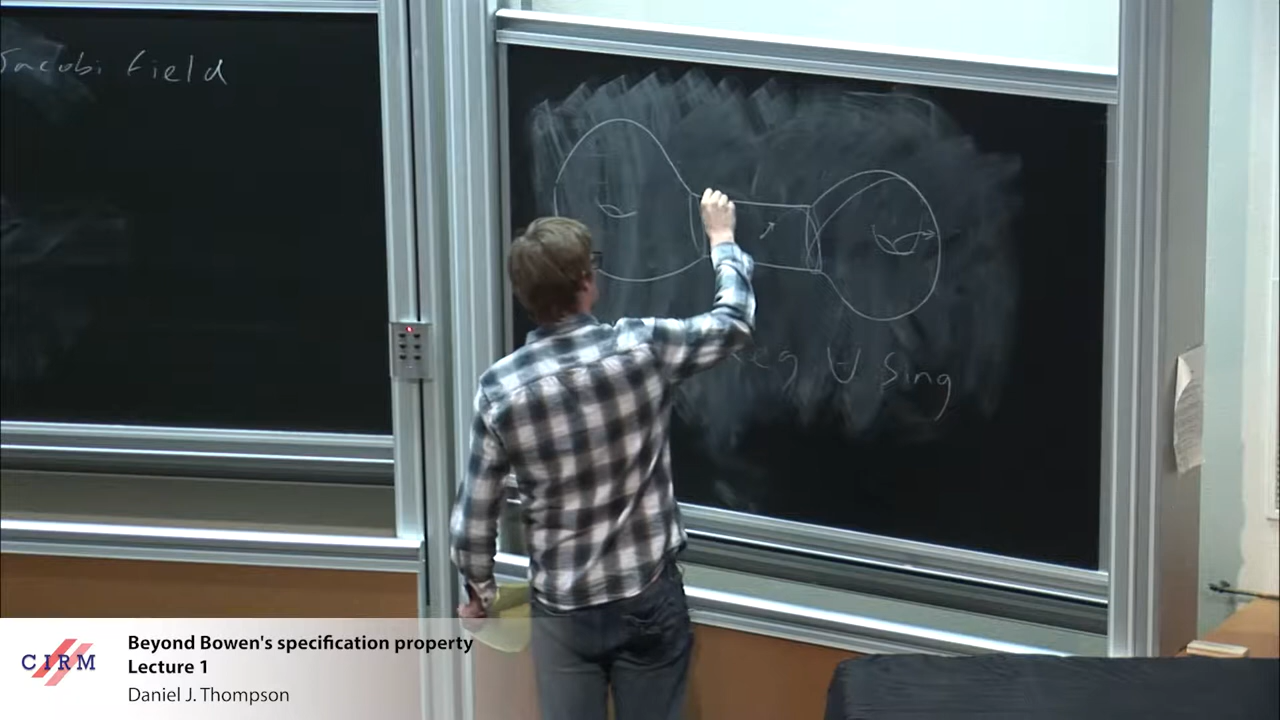 Jacobi Field
Reg ∀ Sing
CIRM
Beyond Bowen's specification property
Lecture 1
Daniel J. Thompson